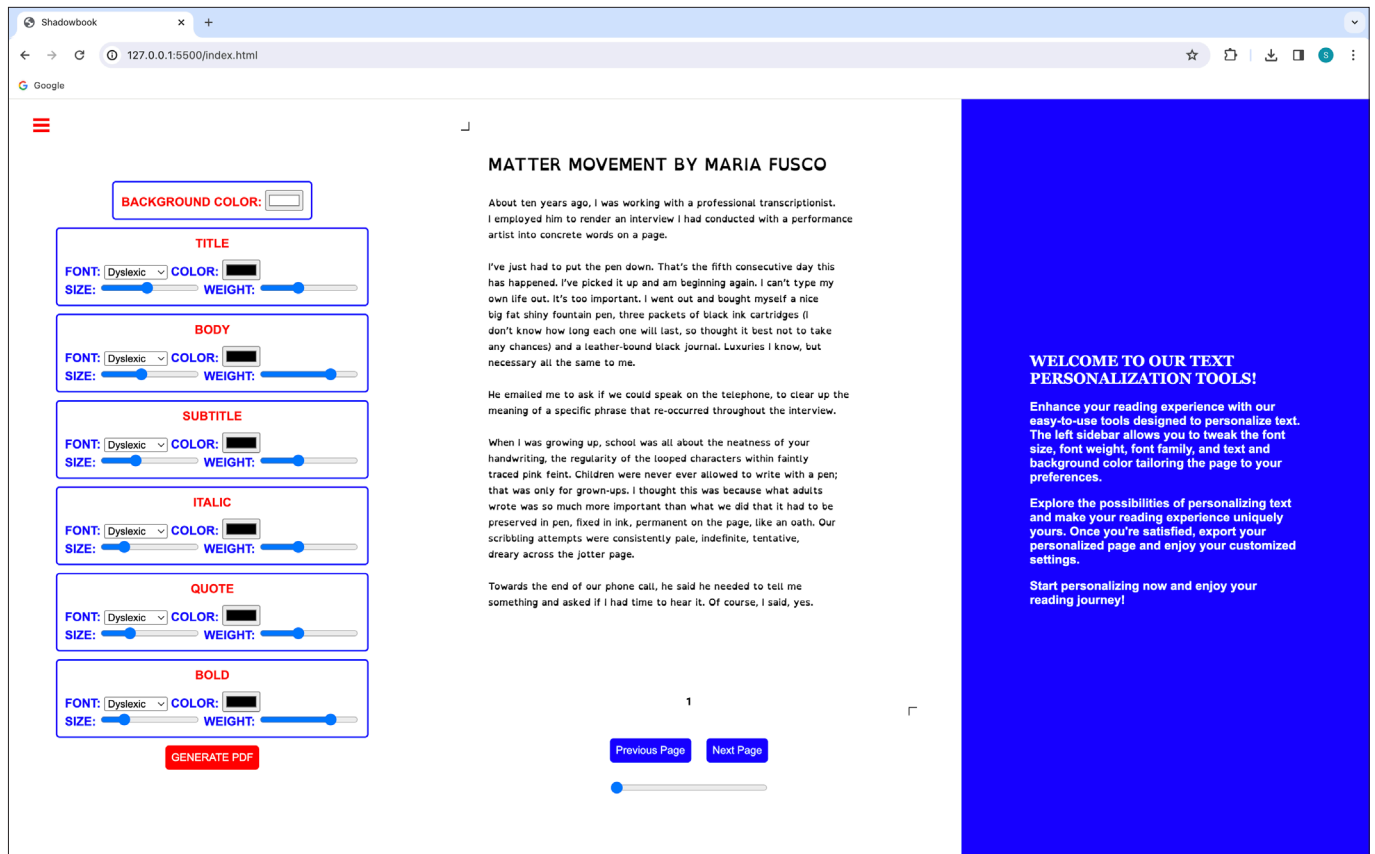 Shadowbook
127.0.0.1:5500/index.html
S
Google
BACKGROUND COLOR:
TITLE
FONT: Dyslexic COLOR:
SIZE: WEIGHT:
BODY
FONT: Dyslexic COLOR:
SIZE: WEIGHT:
SUBTITLE
FONT: Dyslexic COLOR:
SIZE: WEIGHT:
ITALIC
FONT: Dyslexic COLOR:
SIZE: WEIGHT:
QUOTE
FONT: Dyslexic COLOR:
SIZE: WEIGHT:
BOLD
FONT: Dyslexic COLOR:
SIZE: WEIGHT:
GENERATE PDF
MATTER MOVEMENT BY MARIA FUSCO
About ten years ago, I was working with a professional transcriptionist.
I employed him to render an interview I had conducted with a performance
artist into concrete words on a page.
I've just had to put the pen down. That's the fifth consecutive day this
has happened. I've picked it up and am beginning again. I can't type my
own life out. It's too important. I went out and bought myself a nice
big fat shiny fountain pen, three packets of black ink cartridges (I
don't know how long each one will last, so thought it best not to take
any chances) and a leather-bound black journal. Luxuries I know, but
necessary all the same to me.
He emailed me to ask if we could speak on the telephone, to clear up the
meaning of a specific phrase that re-occurred throughout the interview.
When I was growing up, school was all about the neatness of your
handwriting, the regularity of the looped characters within faintly
traced pink feint. Children were never ever allowed to write with a pen;
that was only for grown-ups. I thought this was because what adults
wrote was so much more important than what we did that it had to be
preserved in pen, fixed in ink, permanent on the page, like an oath. Our
scribbling attempts were consistently pale, indefinite, tentative,
dreary across the jotter page.
Towards the end of our phone call, he said he needed to tell me
something and asked if I had time to hear it. Of course, I said, yes.
1
Previous Page Next Page
WELCOME TO OUR TEXT
PERSONALIZATION TOOLS!
Enhance your reading experience with our
easy-to-use tools designed to personalize text.
The left sidebar allows you to tweak the font
size, font weight, font family, and text and
background color tailoring the page to your
preferences.
Explore the possibilities of personalizing text
and make your reading experience uniquely
yours. Once you're satisfied, export your
personalized page and enjoy your customized
settings.
Start personalizing now and enjoy your
reading journey!